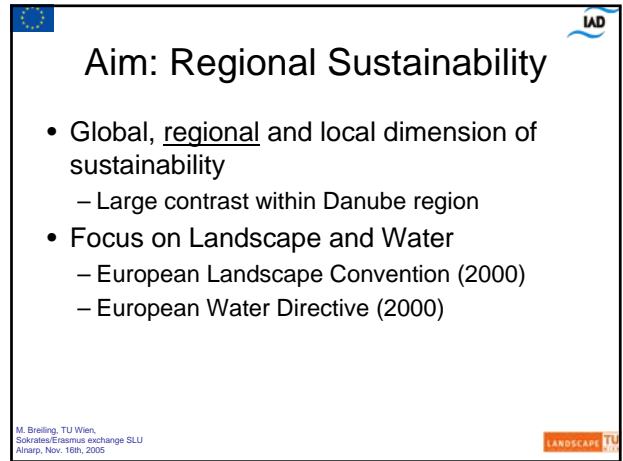 IAD
Aim: Regional Sustainability
• Global, regional and local dimension of
sustainability
– Large contrast within Danube region
• Focus on Landscape and Water
– European Landscape Convention (2000)
– European Water Directive (2000)
M. Breiling, TU Wien,
Sokrates/Erasmus exchange SLU
Alnarp, Nov. 16th, 2005
LANDSCAPE TU